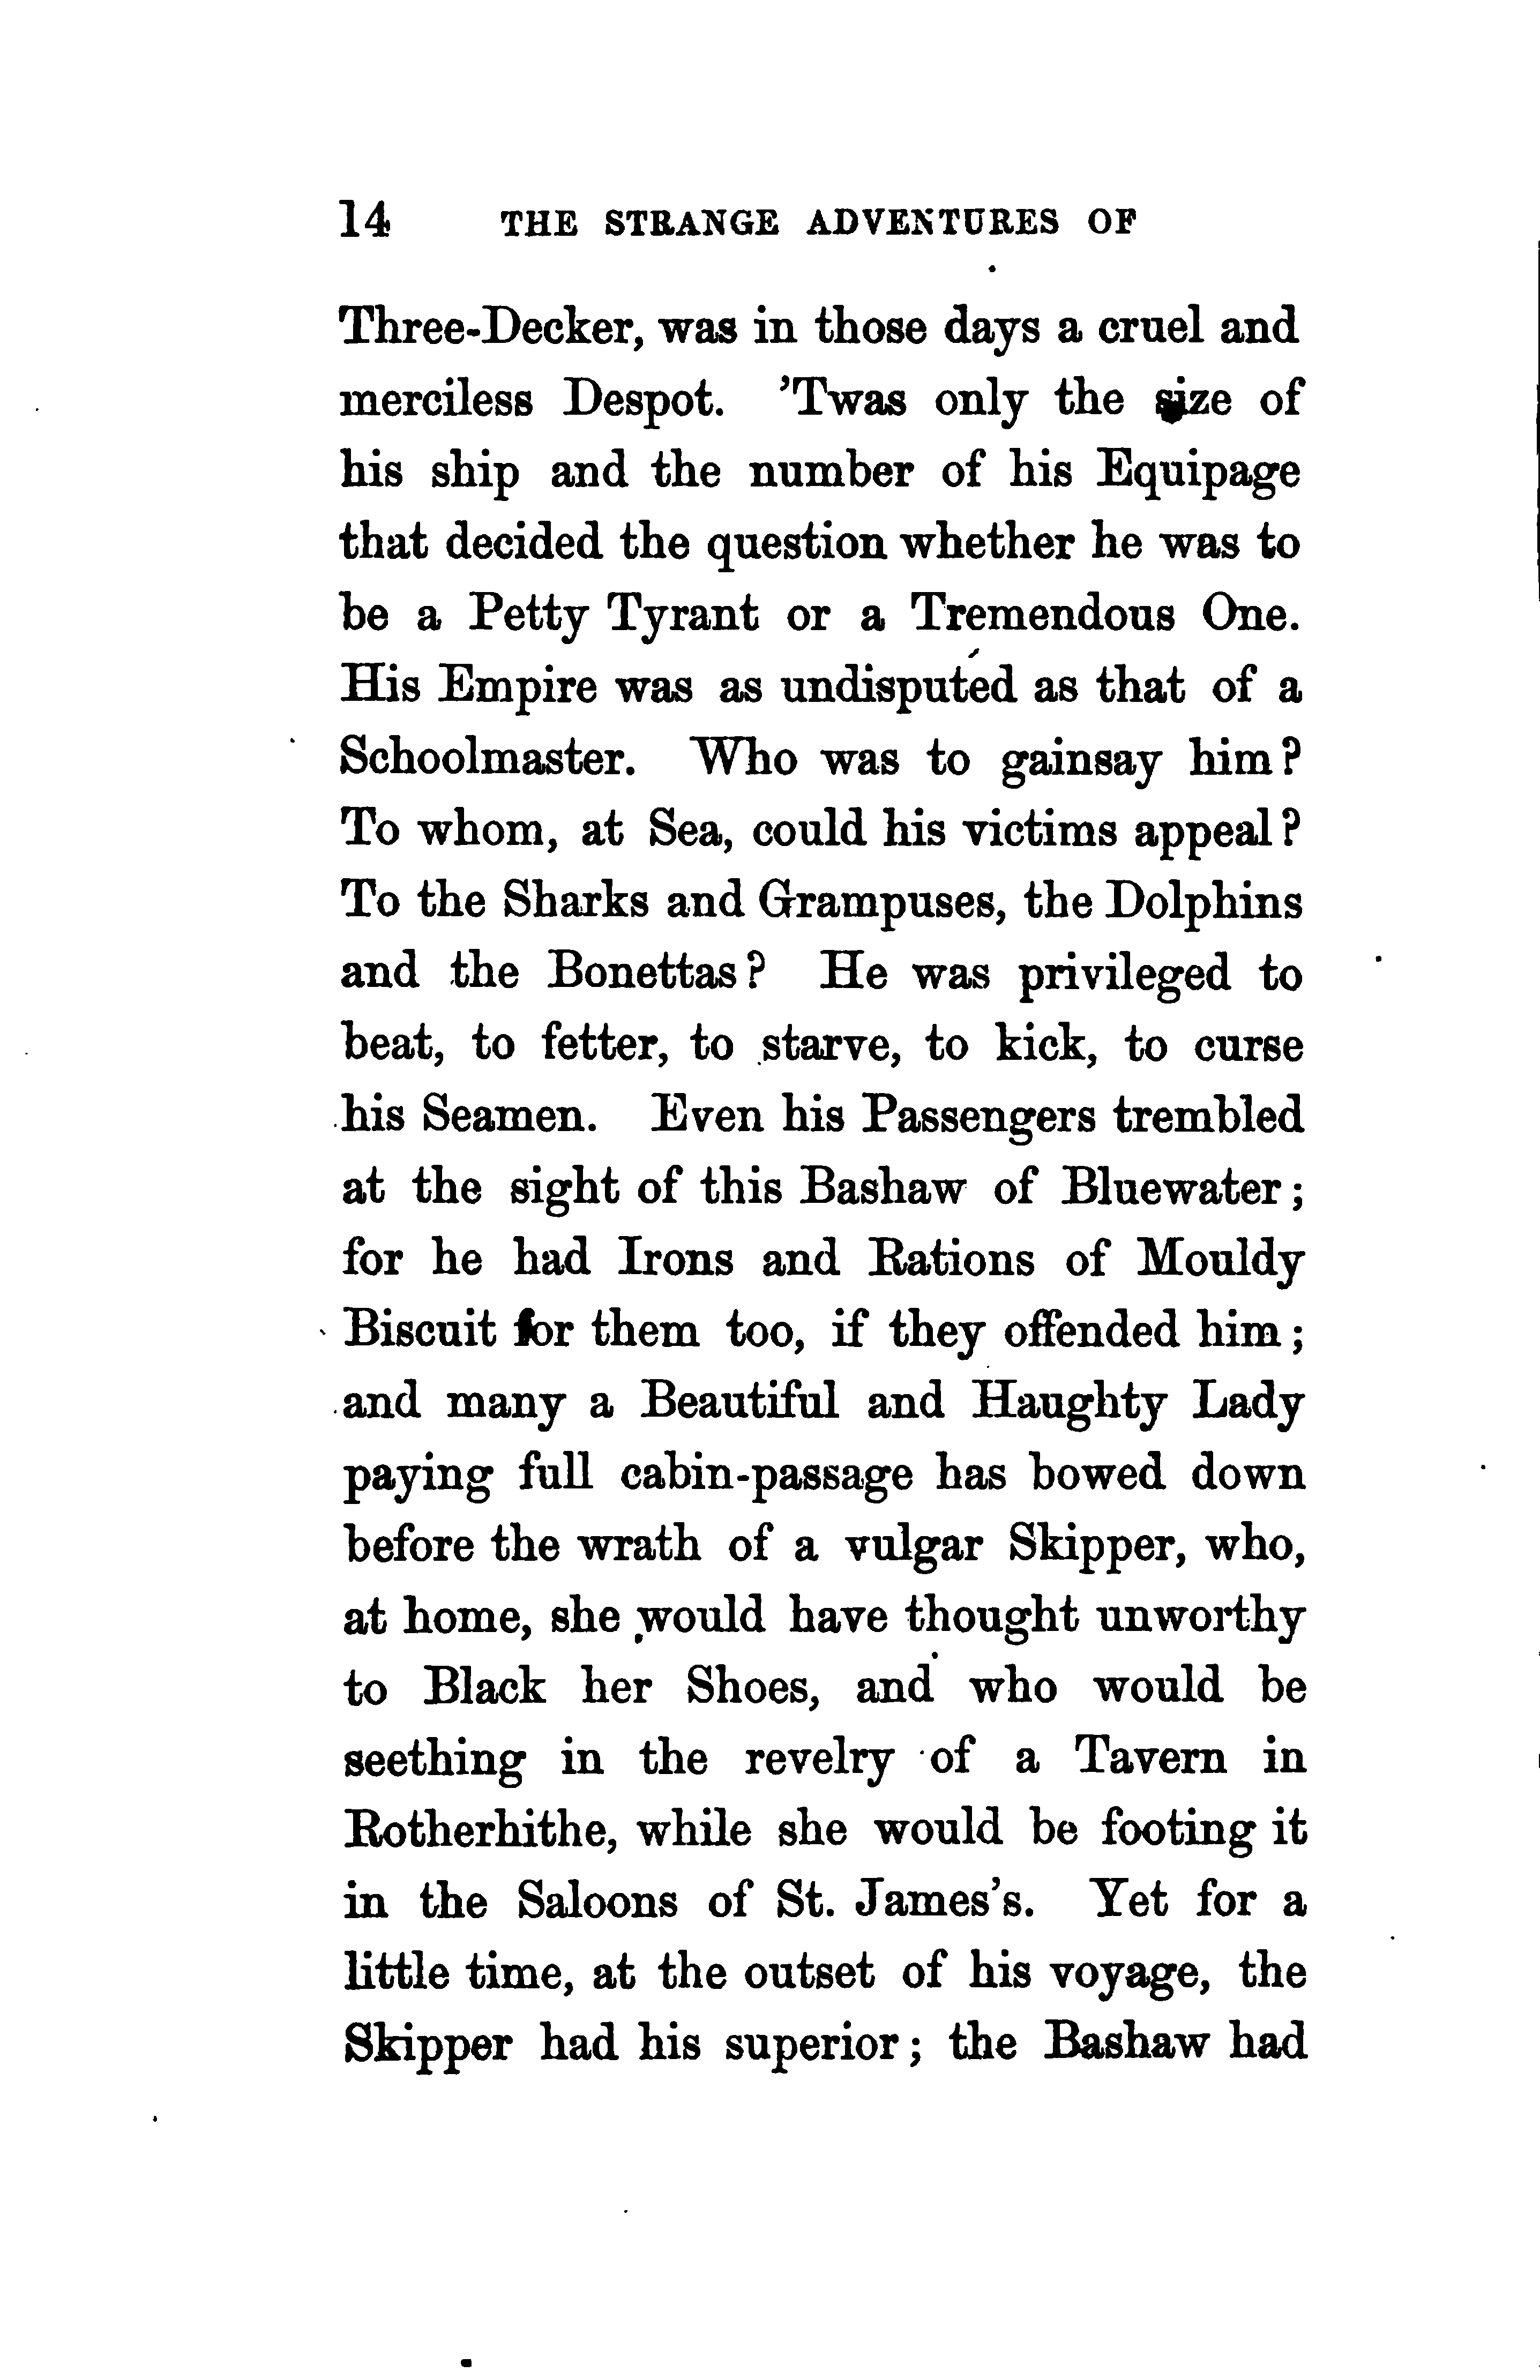 14 THE STRANGE ADVENTURES OF
Three-Decker, was in those days a cruel and
merciless Despot. 'Twas only the size of
his ship and the number of his Equipage
that decided the question whether he was to
be a Petty Tyrant or a Tremendous One.
His Empire was as undisputed as that of a
Schoolmaster. Who was to gainsay him?
To whom, at Sea, could his victims appeal?
To the Sharks and Grampuses, the Dolphins
and the Bonettas? He was privileged to
beat, to fetter, to starve, to kick, to curse
his Seamen. Even his Passengers trembled
at the sight of this Bashaw of Bluewater;
for he had Irons and Rations of Mouldy
Biscuit for them too, if they offended him;
and many a Beautiful and Haughty Lady
paying full cabin-passage has bowed down
before the wrath of a vulgar Skipper, who,
at home, she would have thought unworthy
to Black her Shoes, and who would be
seething in the revelry of a Tavern in
Rotherhithe, while she would be footing it
in the Saloons of St. James's. Yet for a
little time, at the outset of his voyage, the
Skipper had his superior; the Bashaw had